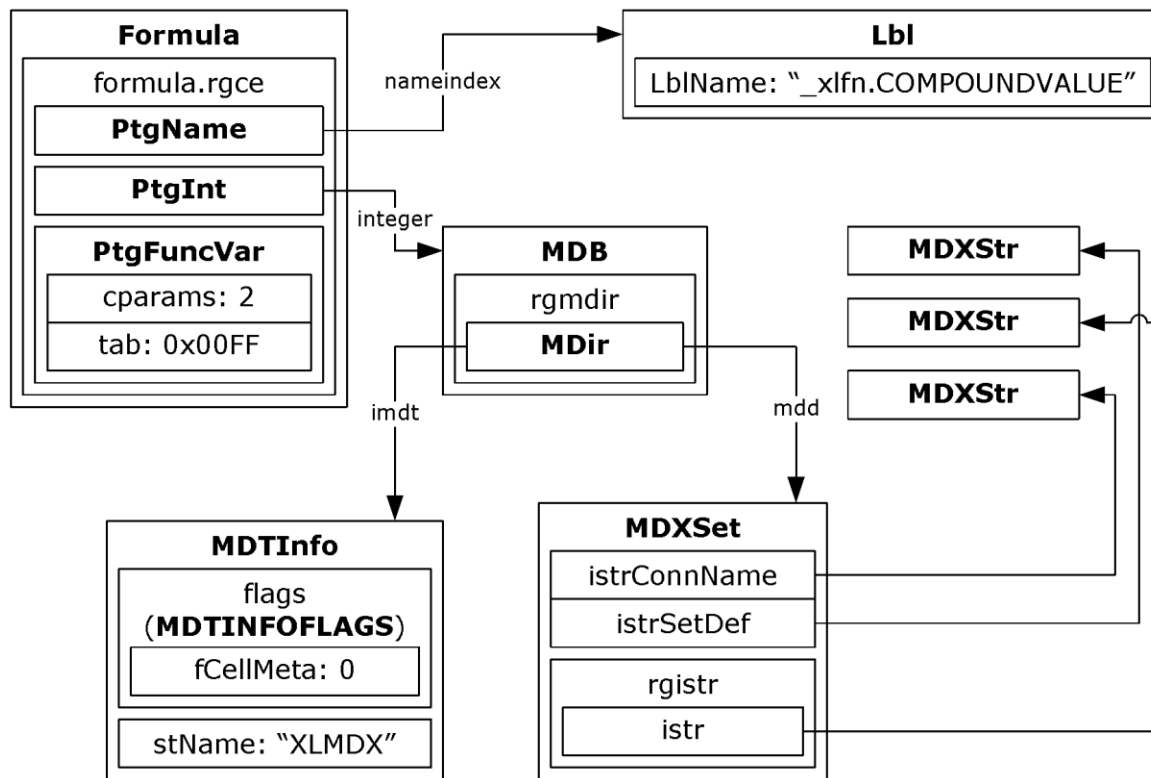 Formula
formula.rgce
PtgName
PtgInt
PtgFuncVar
cparams: 2
tab: 0x00FF
nameindex
Lbl
LblName: “_xlfn.COMPOUNDVALUE”
integer
MDB
rgmdir
MDir
MDXStr
MDXStr
MDXStr
imdt
mdd
MDTInfo
flags
(MDTINFOFLAGS)
fCellMeta: 0
stName: “XLMDX”
MDXSet
istrConnName
istrSetDef
rgistr
istr